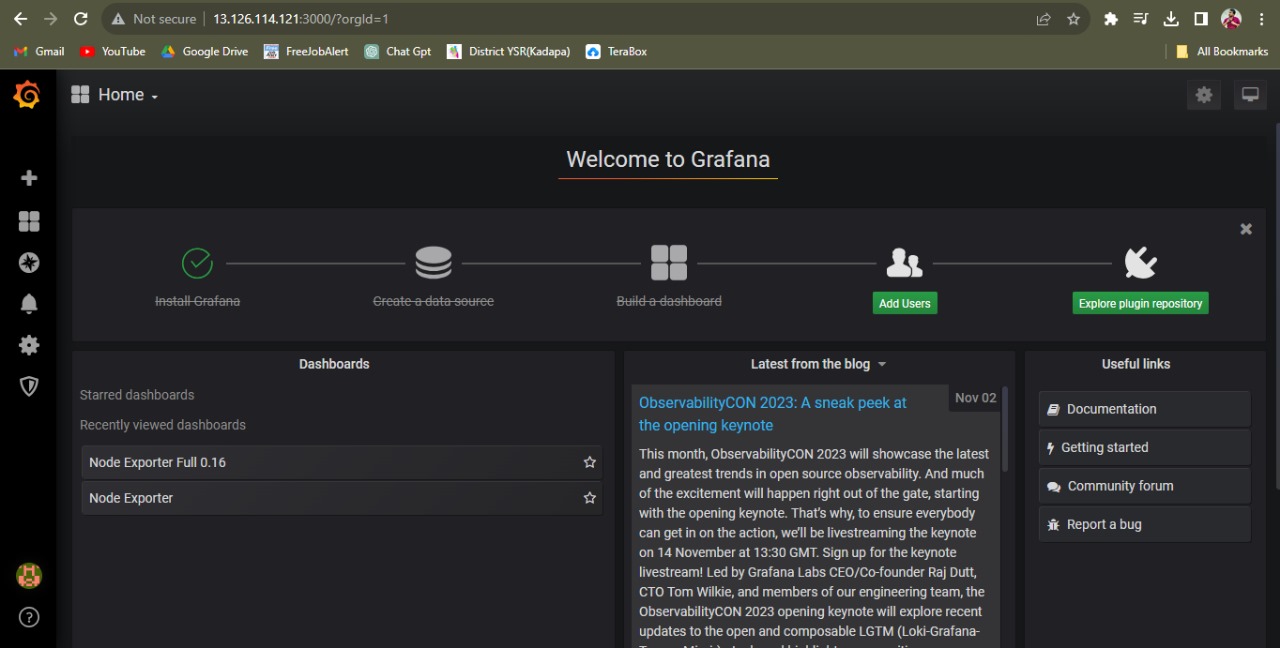 Not secure 13.126.114.121:3000/?orgId=1
Gmail YouTube Google Drive FreeJobAlert Chat Gpt District YSR(Kadapa) TeraBox All Bookmarks
Home
Welcome to Grafana
Install Grafana Create a data source Build a dashboard Add Users Explore plugin repository
Dashboards
Starred dashboards
Recently viewed dashboards
Node Exporter Full 0.16
Node Exporter
Latest from the blog
Nov 02
ObservabilityCON 2023: A sneak peek at
the opening keynote
This month, ObservabilityCON 2023 will showcase the latest
and greatest trends in open source observability. And much
of the excitement will happen right out of the gate, starting
with the opening keynote. That's why, to ensure everybody
can get in on the action, we'll be livestreaming the keynote
on 14 November at 13:30 GMT. Sign up for the keynote
livestream! Led by Grafana Labs CEO/Co-founder Raj Dutt,
CTO Tom Wilkie, and members of our engineering team, the
ObservabilityCON 2023 opening keynote will explore recent
updates to the open and composable LGTM (Loki-Grafana-
Useful links
Documentation
Getting started
Community forum
Report a bug